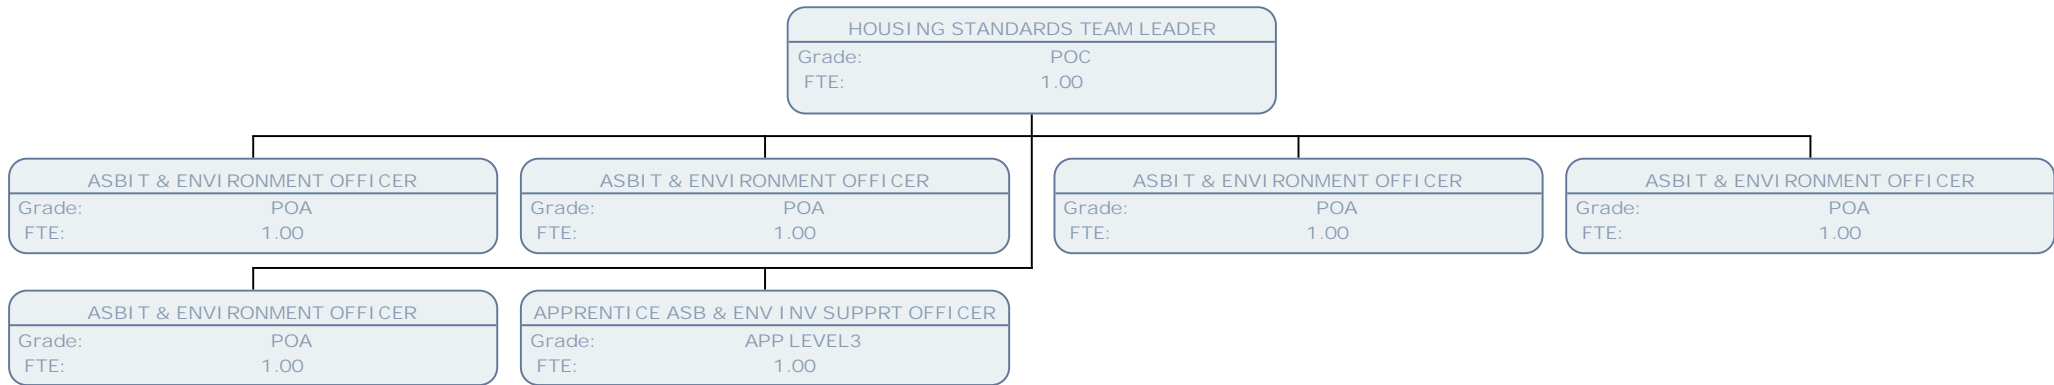 HOUSING STANDARDS TEAM LEADER
Grade: POC
FTE: 1.00
ASBIT & ENVIRONMENT OFFICER
Grade: POA
FTE: 1.00
ASBIT & ENVIRONMENT OFFICER
Grade: POA
FTE: 1.00
ASBIT & ENVIRONMENT OFFICER
Grade: POA
FTE: 1.00
ASBIT & ENVIRONMENT OFFICER
Grade: POA
FTE: 1.00
ASBIT & ENVIRONMENT OFFICER
Grade: POA
FTE: 1.00
APPRENTICE ASB & ENV INV SUPPRT OFFICER
Grade: APP LEVEL3
FTE: 1.00